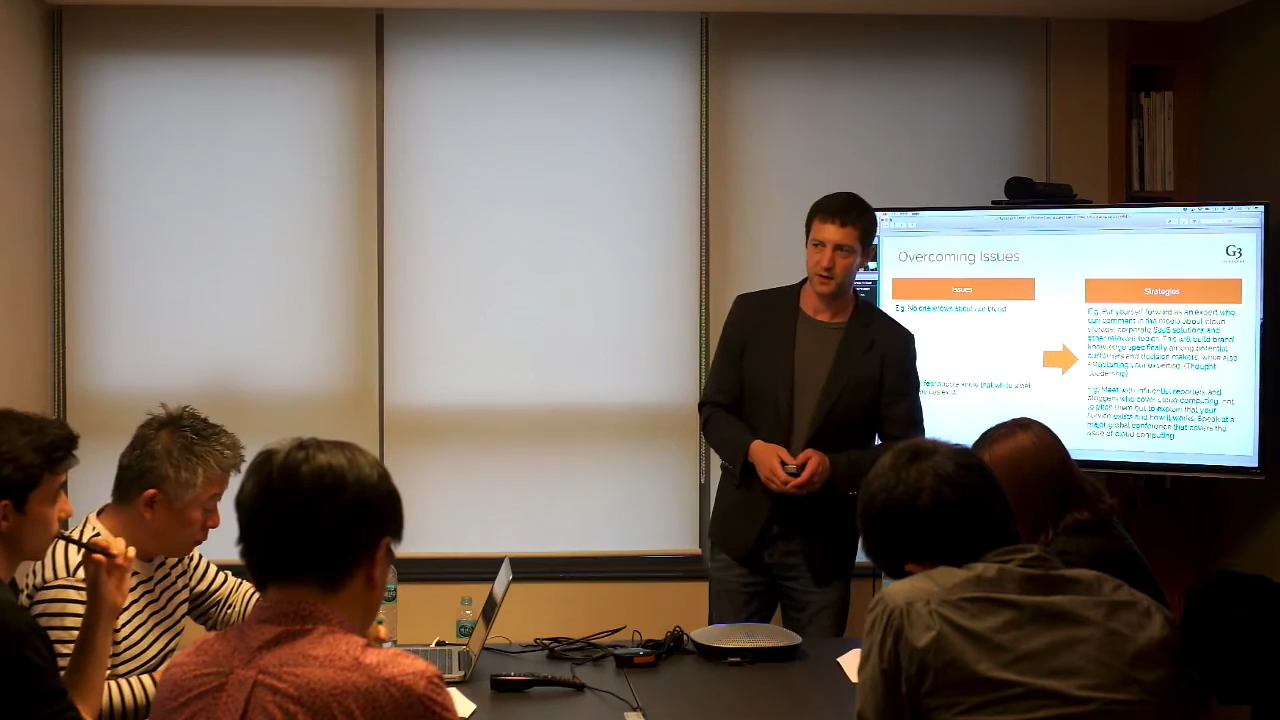 Overcoming Issues
G3
Issues
Strategies
E.g. No one knows about our brand
E.g. Put yourself forward as an expert who
can comment in the media about cloud
storage, corporate SaaS solutions and
other relevant topics. This will build brand
knowledge specifically among potential
customers and decision makers, while also
establishing your expertise. (Thought
Leadership)
few people know that
E.g. Meet with influential reporters and
bloggers who cover cloud computing, not
to pitch them but to explain that your
service exists and how it works. Speak at a
major global conference that covers the
issue of cloud computing.